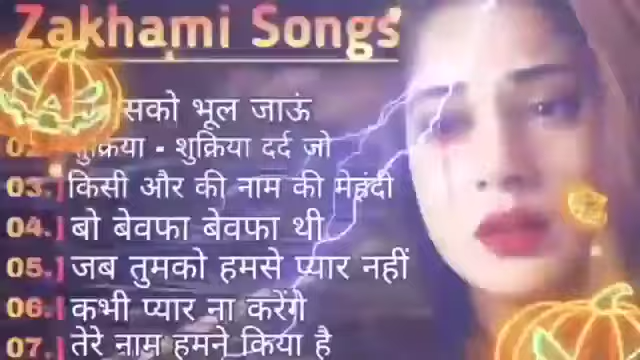 Zakhami Songs
सको भूल जाऊं
शुक्रिया - शुक्रिया दर्द जो
03.] किसी और की नाम की मेहंदी
04.] बो बेवफा बेवफा थी
05.] जब तुमको हमसे प्यार नहीं
06.] कभी प्यार ना करेंगे
07.] तेरे नाम हमने किया है